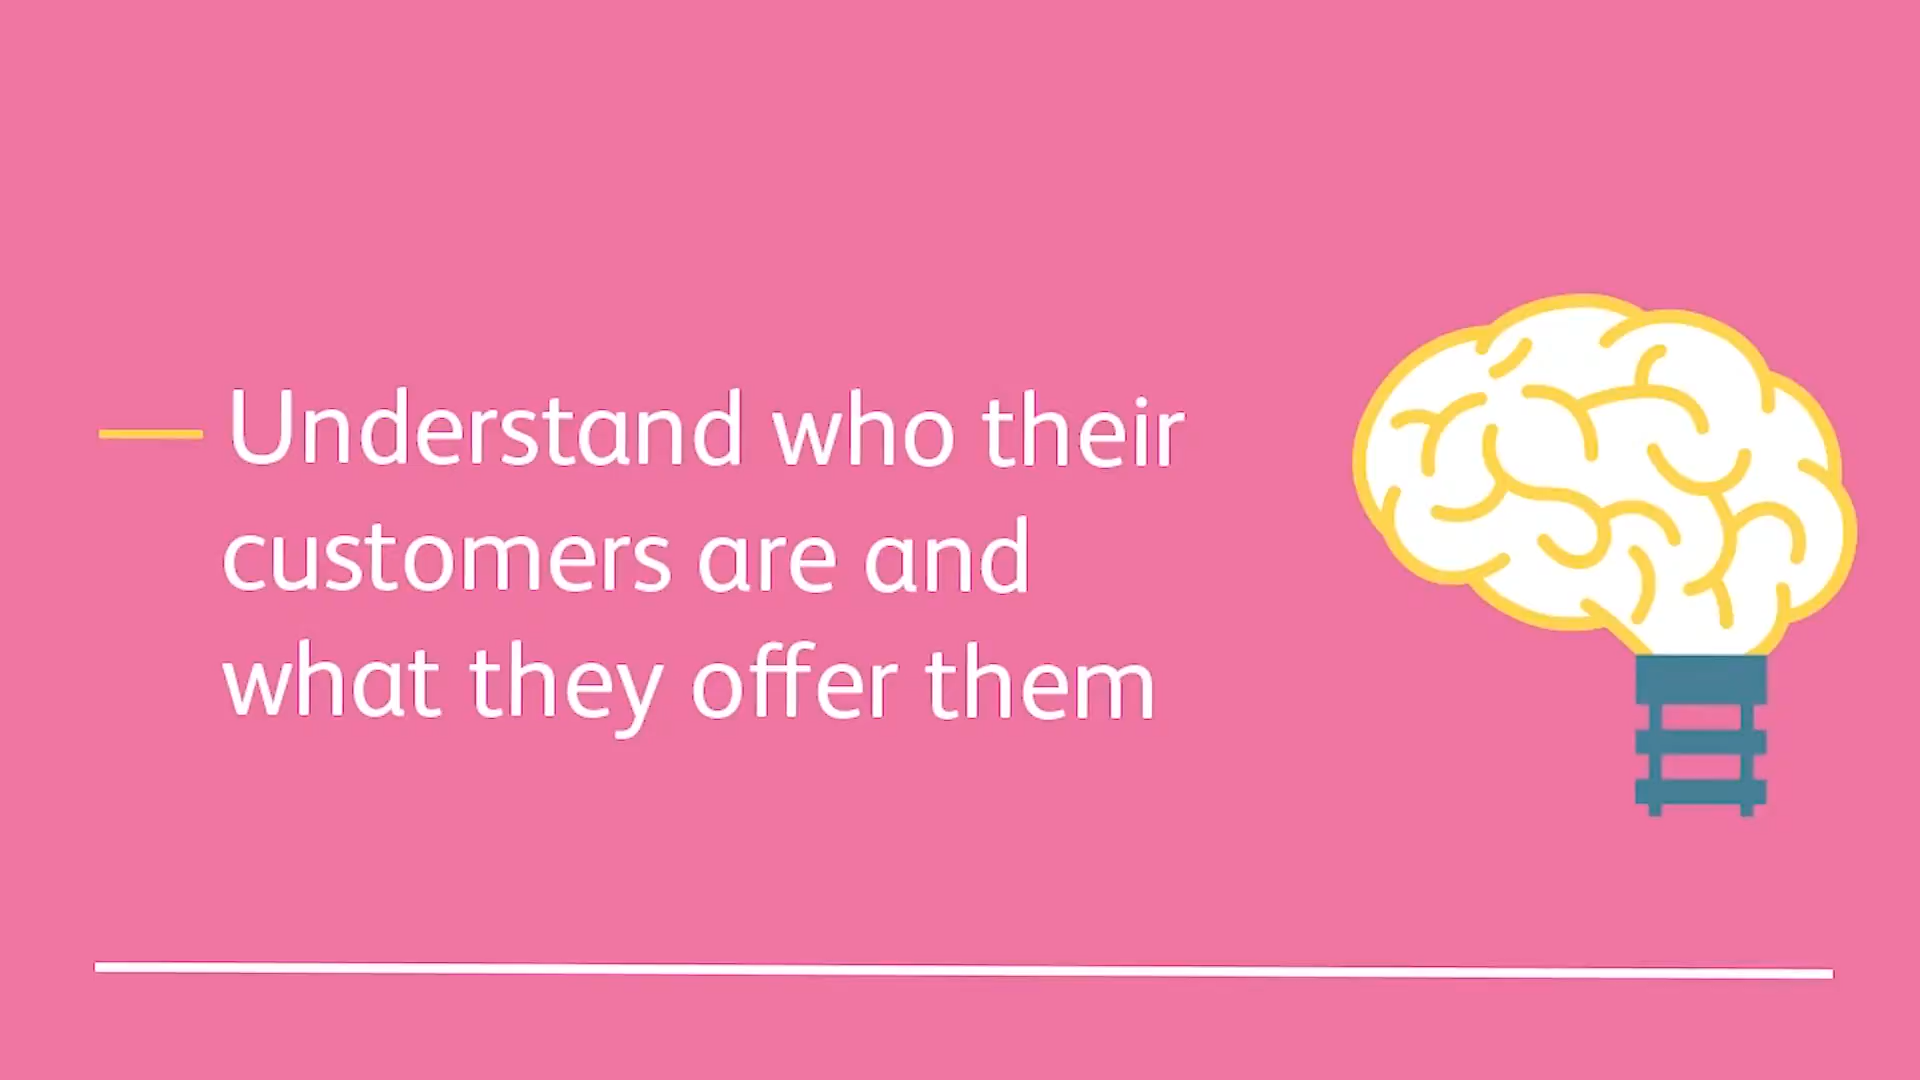 Understand who their
customers are and
what they offer them